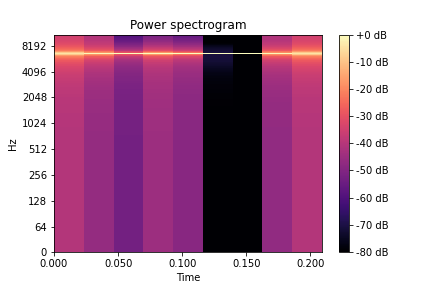 Power spectrogram
Hz
8192
4096
2048
1024
512
256
128
64
0
0.000 0.050 0.100 0.150 0.200
Time
+0 dB
-10 dB
-20 dB
-30 dB
-40 dB
-50 dB
-60 dB
-70 dB
-80 dB